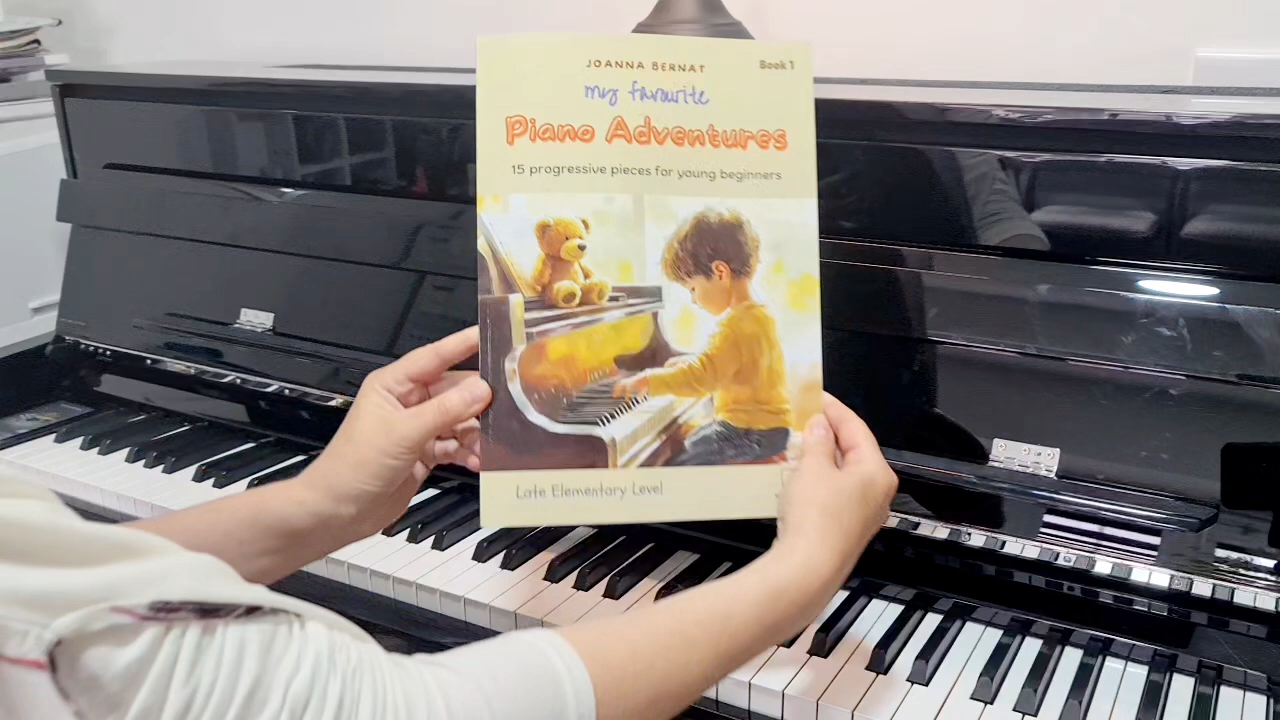 JOANNA BERNAT
Book 1
my favourite
Piano Adventures
15 progressive pieces for young beginners
Late Elementary Level